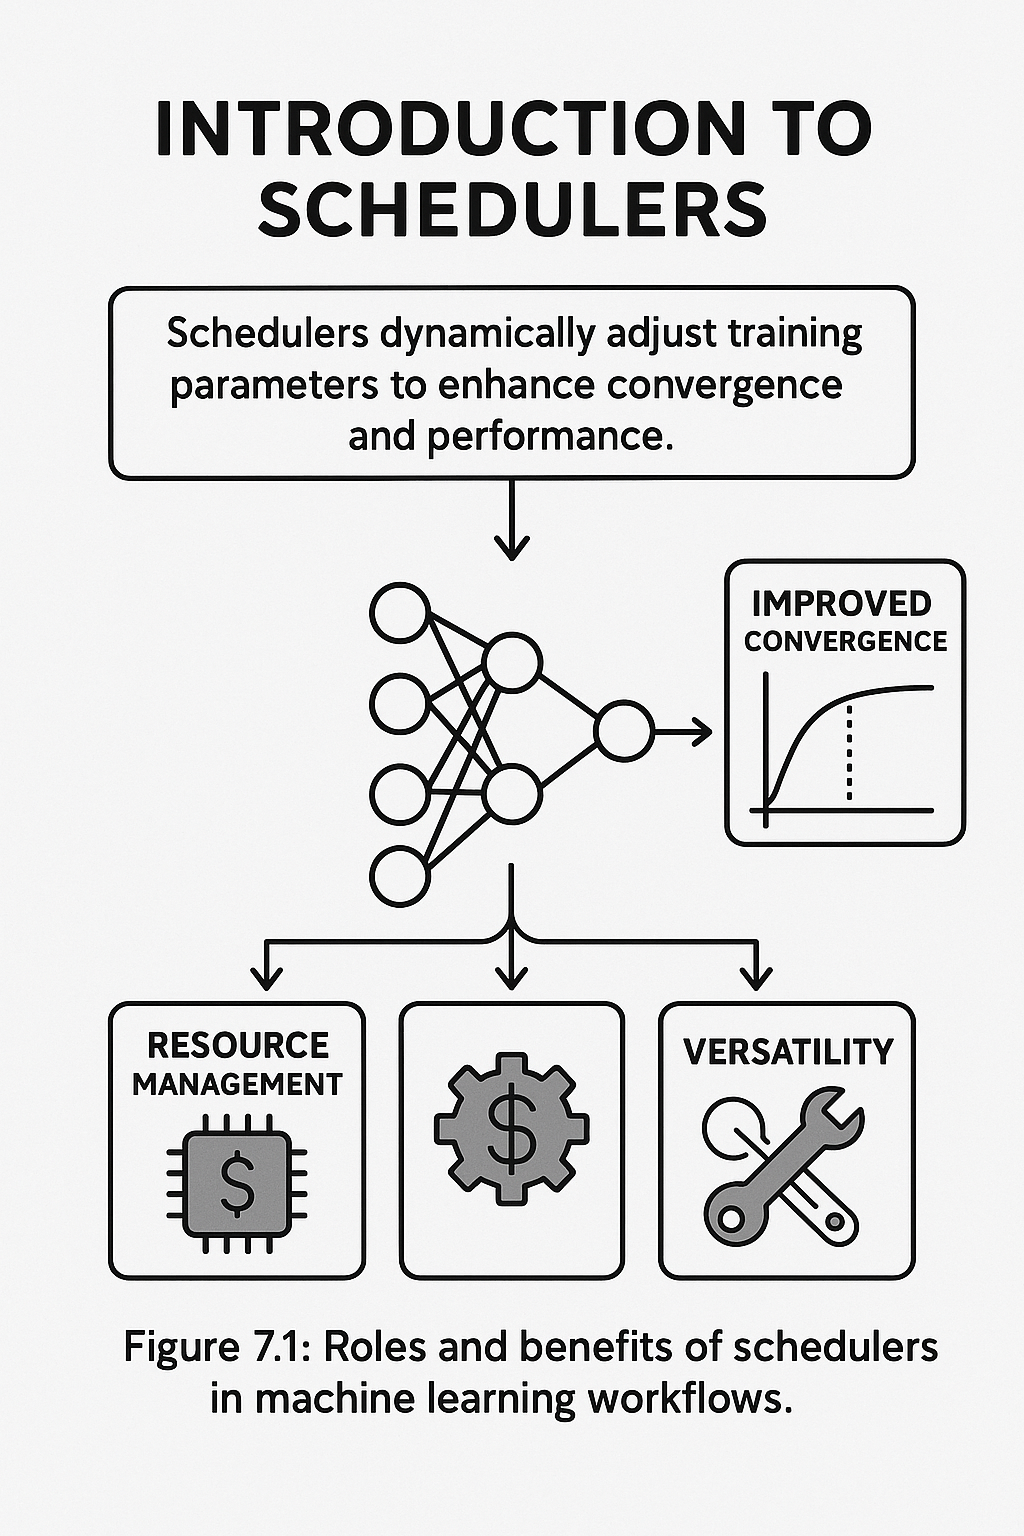 INTRODUCTION TO
SCHEDULERS
Schedulers dynamically adjust training
parameters to enhance convergence
and performance.
IMPROVED
CONVERGENCE
RESOURCE
MANAGEMENT
$
$
VERSATILITY
Figure 7.1: Roles and benefits of schedulers
in machine learning workflows.